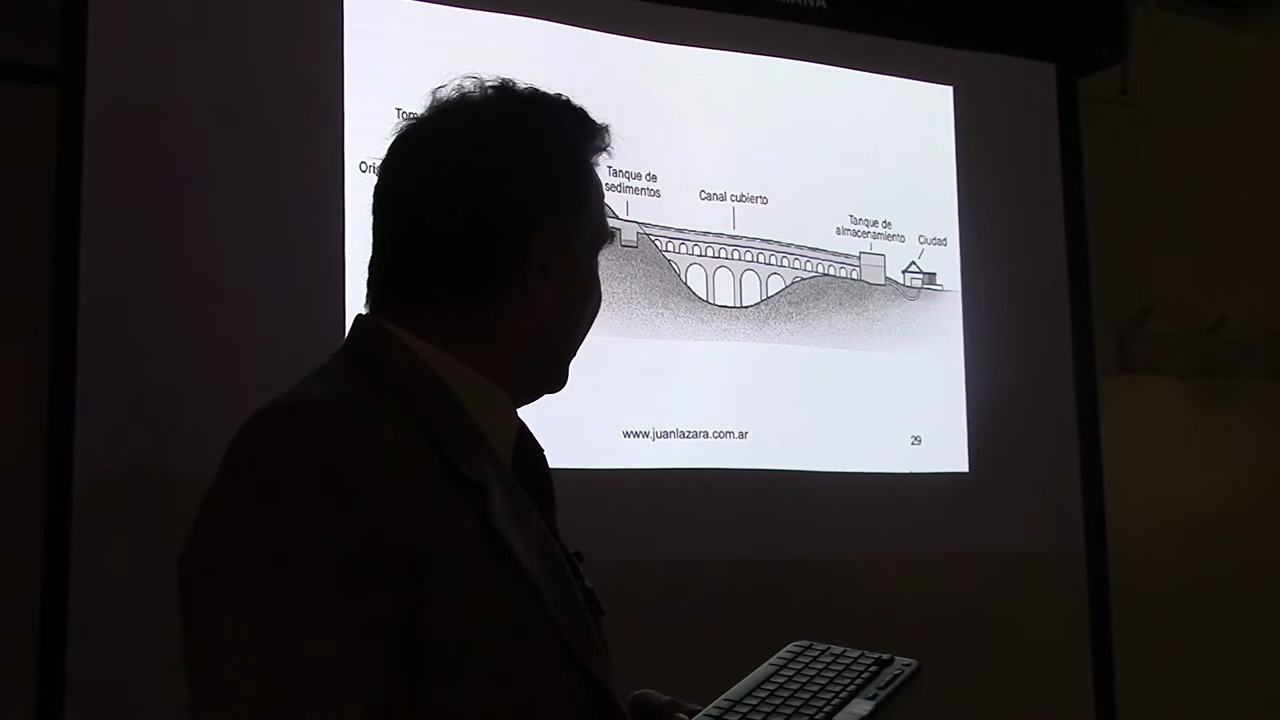 Tanque de
sedimentos
Canal cubierto
Tanque de
almacenamiento
Ciudad
www.juanlazara.com.ar
29